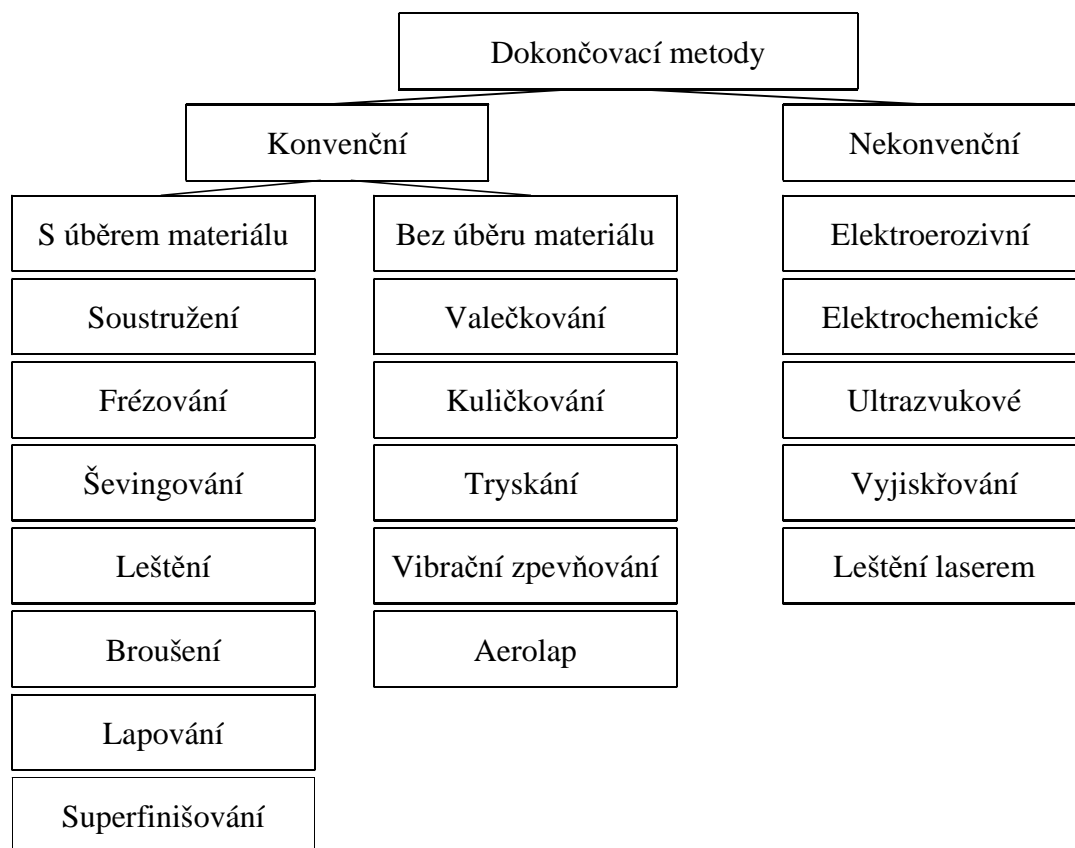 Dokončovací metody
Konvenční
Nekonvenční
S úběrem materiálu
Bez úběru materiálu
Elektroerozivní
Soustružení
Valečkování
Elektrochemické
Frézování
Kuličkování
Ultrazvukové
Ševingování
Tryskání
Vyjiskřování
Leštění
Vibrační zpevňování
Leštění laserem
Broušení
Aerolap
Lapování
Superfinišování